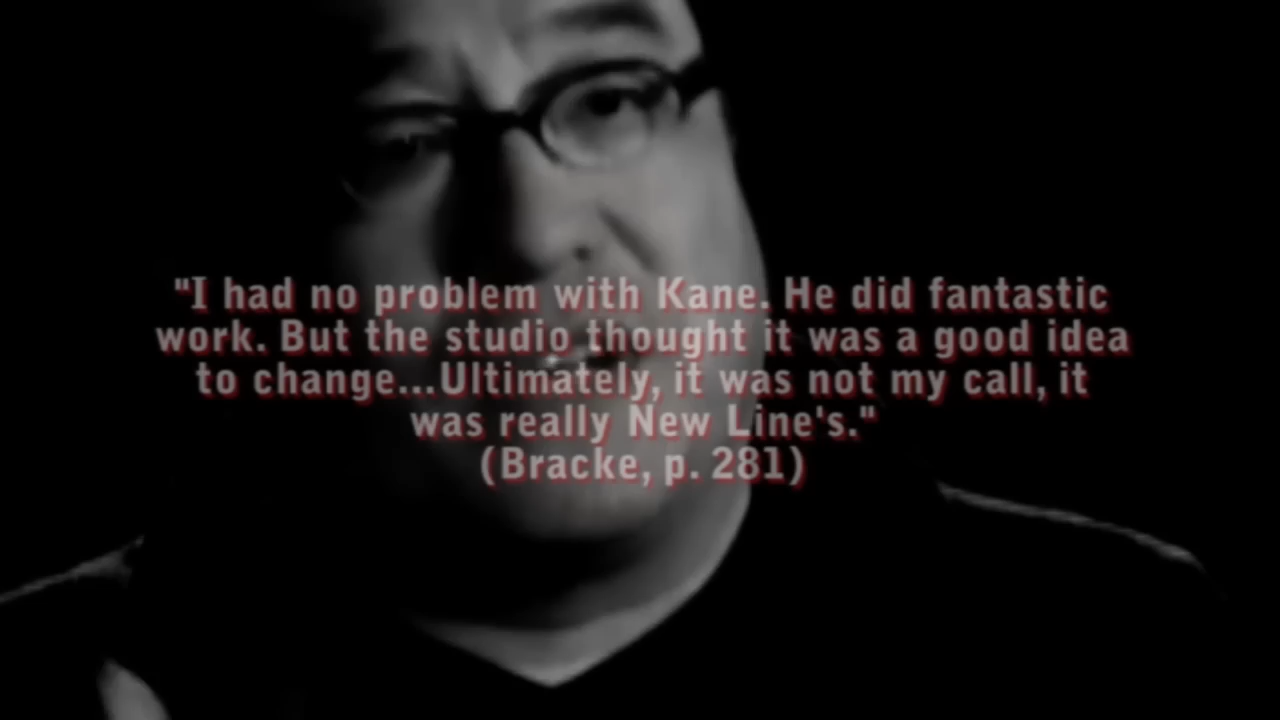 "I had no problem with Kane. He did fantastic
work. But the studio thought it was a good idea
to change...Ultimately, it was not my call, it
was really New Line's."
(Bracke, p. 281)